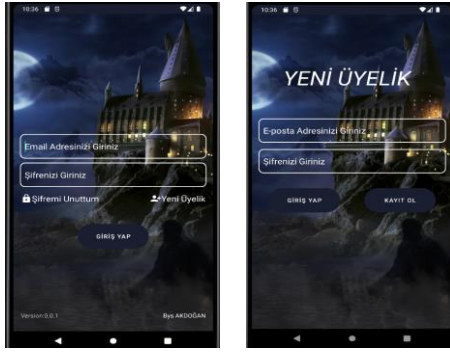 10:36
Email Adresinizi Giriniz
Şifrenizi Giriniz
Şifremi Unuttum
Yeni Üyelik
GİRİŞ YAP
Version:0.0.1
Bys AKDOĞAN
10:36
YENİ ÜYELİK
E-posta Adresinizi Giriniz
Şifrenizi Giriniz
GİRİŞ YAP
KAYIT OL